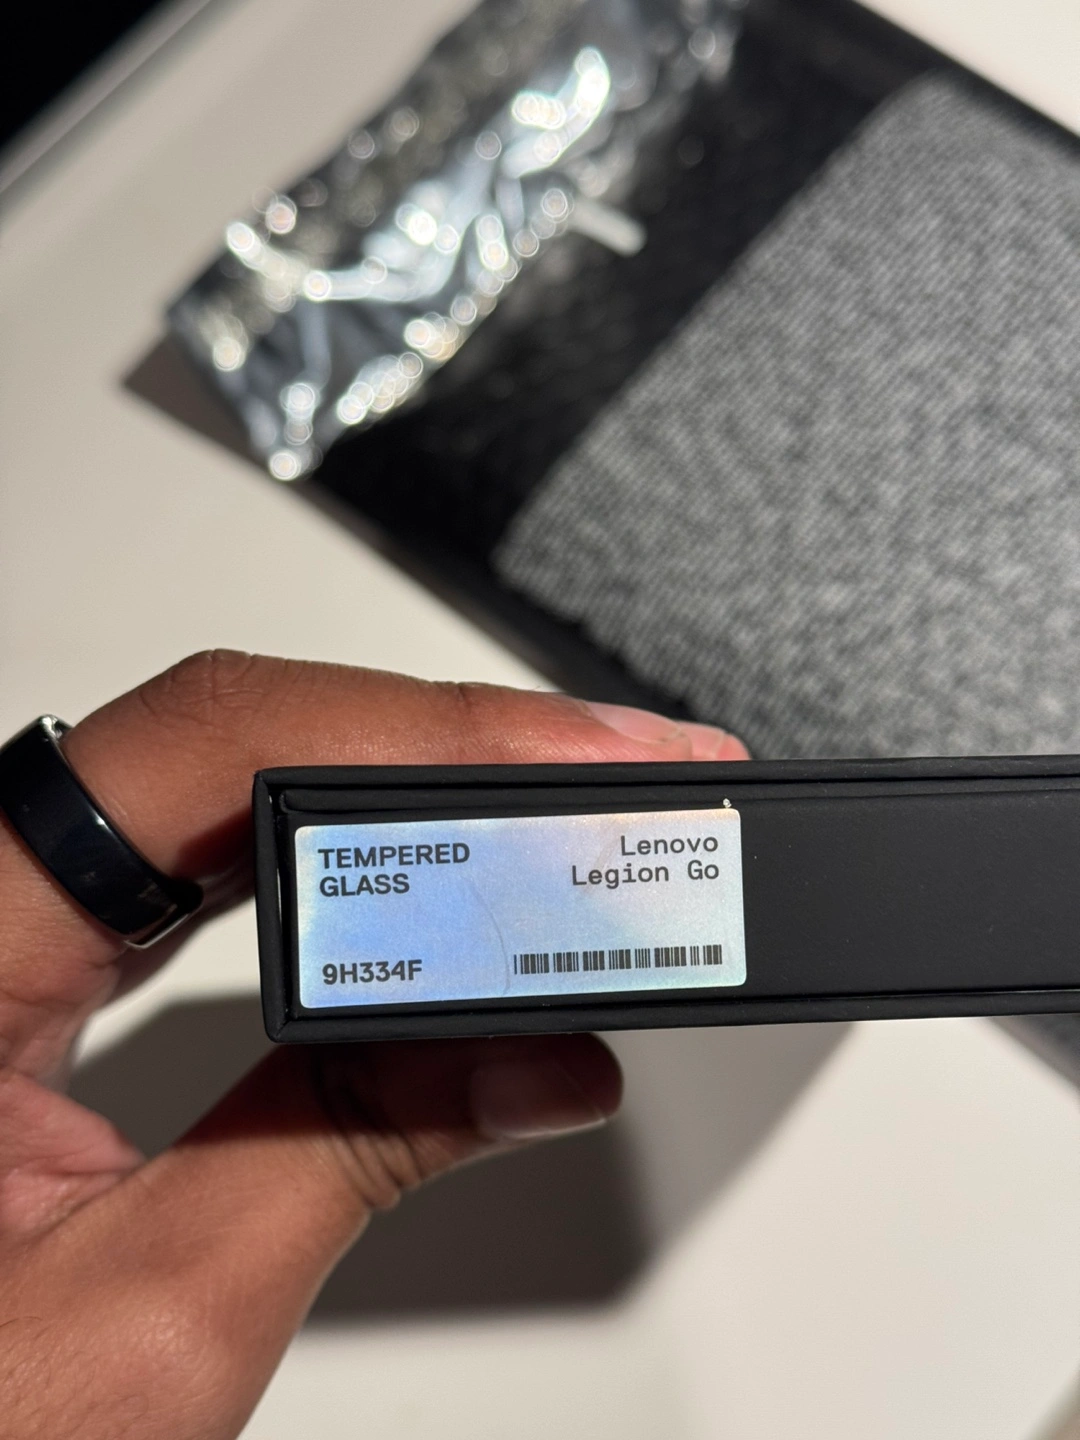 TEMPERED
GLASS
Lenovo
Legion Go
9H334F